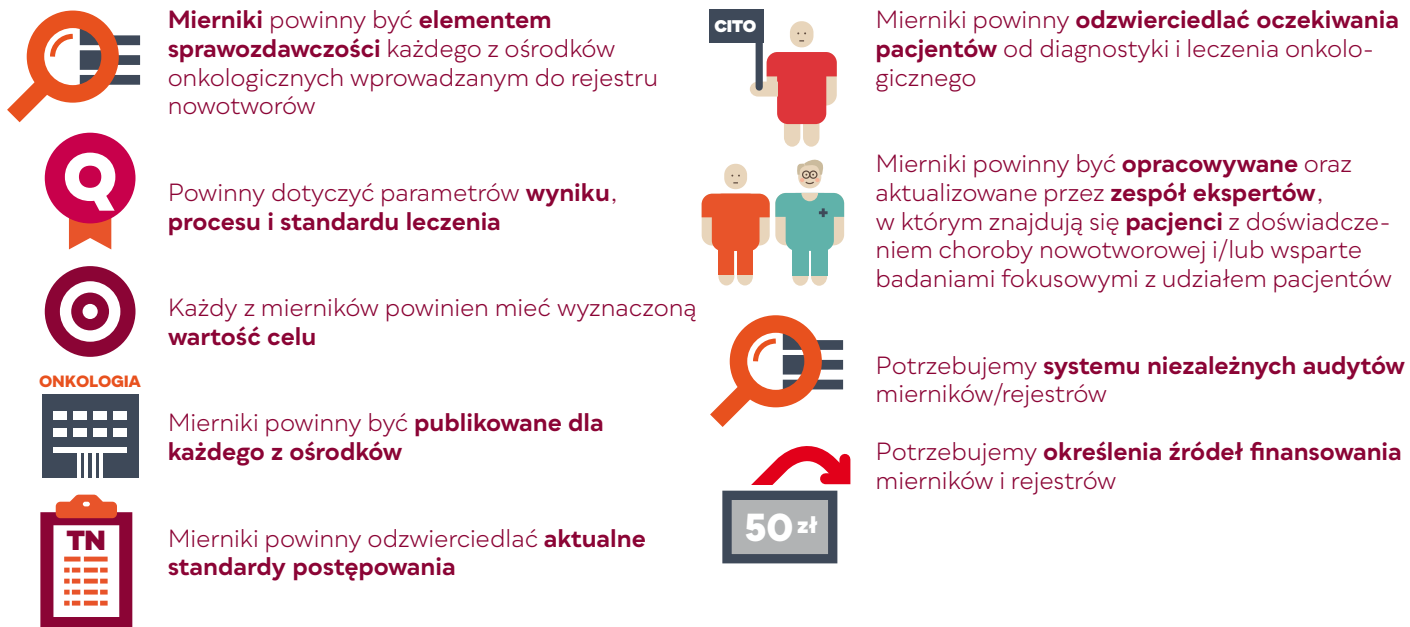 Mierniki powinny być elementem
sprawozdawczości każdego z ośrodków
onkologicznych wprowadzanym do rejestru
nowotworów
Q
Powinny dotyczyć parametrów wyniku,
procesu i standardu leczenia
Każdy z mierników powinien mieć wyznaczoną
wartość celu
ONKOLOGIA
Mierniki powinny być publikowane dla
każdego z ośrodków
TN
Mierniki powinny odzwierciedlać aktualne
standardy postępowania
CITO
Mierniki powinny odzwierciedlać oczekiwania
pacjentów od diagnostyki i leczenia onkolo-
gicznego
Mierniki powinny być opracowywane oraz
aktualizowane przez zespół ekspertów,
w którym znajdują się pacjenci z doświadcze-
niem choroby nowotworowej i/lub wsparte
badaniami fokusowymi z udziałem pacjentów
Potrzebujemy systemu niezależnych audytów
mierników/rejestrów
Potrzebujemy określenia źródeł finansowania
mierników i rejestrów
50 zł